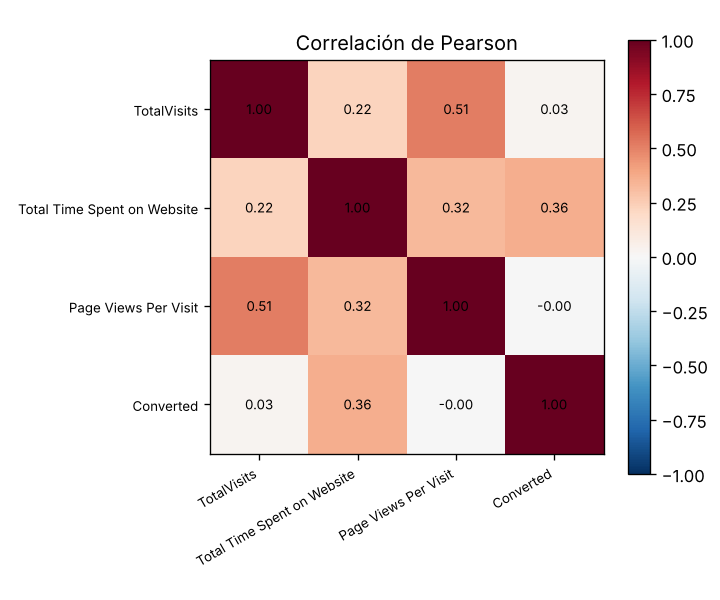 Correlación de Pearson
TotalVisits
1.00 0.22 0.51 0.03
Total Time Spent on Website
0.22 1.00 0.32 0.36
Page Views Per Visit
0.51 0.32 1.00 -0.00
Converted
0.03 0.36 -0.00 1.00
TotalVisits
Total Time Spent on Website
Page Views Per Visit
Converted
1.00
0.75
0.50
0.25
0.00
−0.25
−0.50
−0.75
−1.00